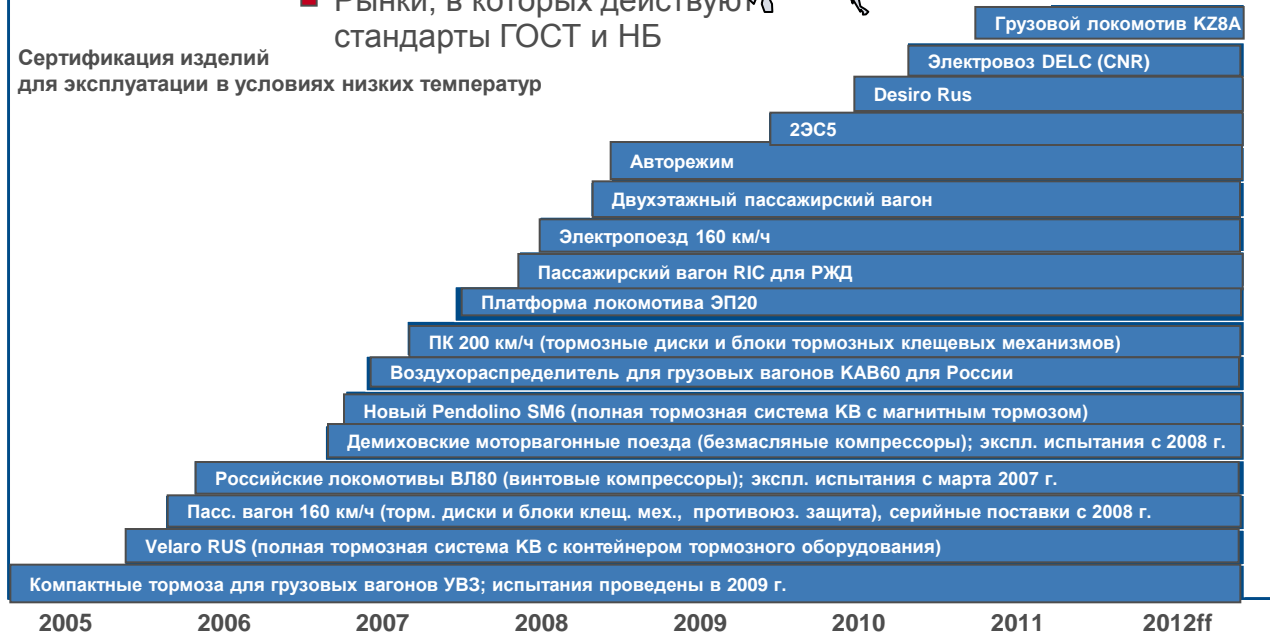 Рынки, в которых действуют
стандарты ГОСТ и НБ
Сертификация изделий
для эксплуатации в условиях низких температур
Грузовой локомотив KZ8A
Электровоз DELC (CNR)
Desiro Rus
2ЭС5
Авторежим
Двухэтажный пассажирский вагон
Электропоезд 160 км/ч
Пассажирский вагон RIC для РЖД
Платформа локомотива ЭП20
ПК 200 км/ч (тормозные диски и блоки тормозных клещевых механизмов)
Воздухораспределитель для грузовых вагонов KAB60 для России
Новый Pendolino SM6 (полная тормозная система КВ с магнитным тормозом)
Демиховские моторвагонные поезда (безмасляные компрессоры); экспл. испытания с 2008 г.
Российские локомотивы ВЛ80 (винтовые компрессоры); экспл. испытания с марта 2007 г.
Пасс. вагон 160 км/ч (торм. диски и блоки клещ. мех., противоюз. защита), серийные поставки с 2008 г.
Velaro RUS (полная тормозная система КВ с контейнером тормозного оборудования)
Компактные тормоза для грузовых вагонов УВЗ; испытания проведены в 2009 г.
2005 2006 2007 2008 2009 2010 2011 2012ff